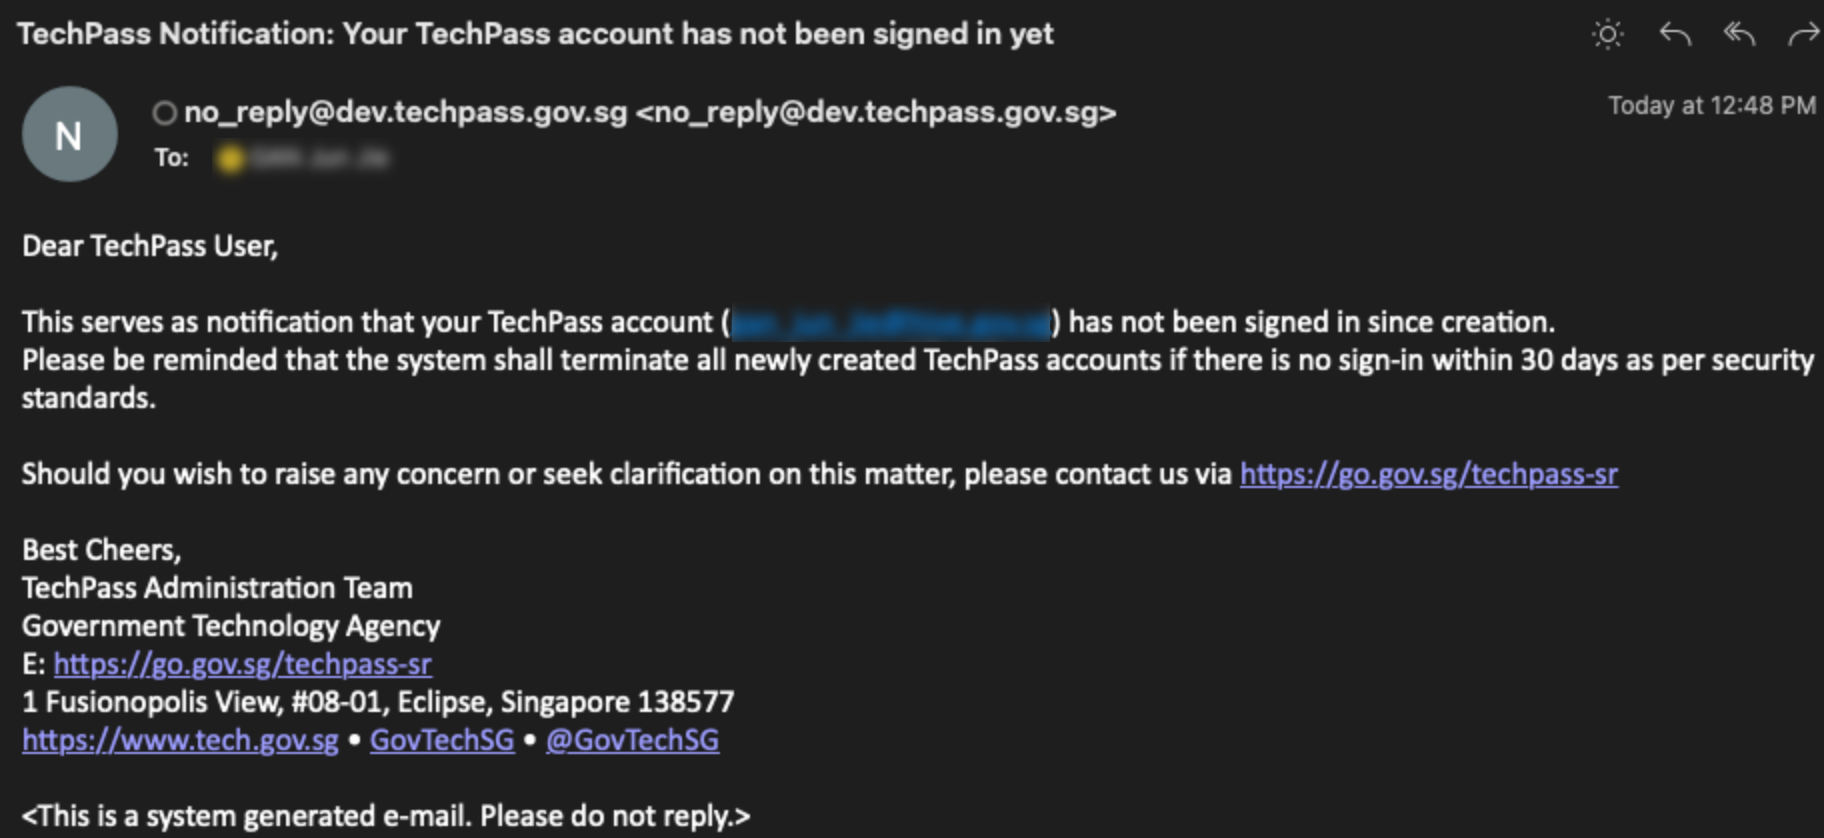 TechPass Notification: Your TechPass account has not been signed in yet
N
no_reply@dev.techpass.gov.sg <no_reply@dev.techpass.gov.sg>
Today at 12:48 PM
To:
Dear TechPass User,
This serves as notification that your TechPass account ( ) has not been signed in since creation.
Please be reminded that the system shall terminate all newly created TechPass accounts if there is no sign-in within 30 days as per security
standards.
Should you wish to raise any concern or seek clarification on this matter, please contact us via https://go.gov.sg/techpass-sr
Best Cheers,
TechPass Administration Team
Government Technology Agency
E: https://go.gov.sg/techpass-sr
1 Fusionopolis View, #08-01, Eclipse, Singapore 138577
https://www.tech.gov.sg • GovTechSG • @GovTechSG
<This is a system generated e-mail. Please do not reply.>